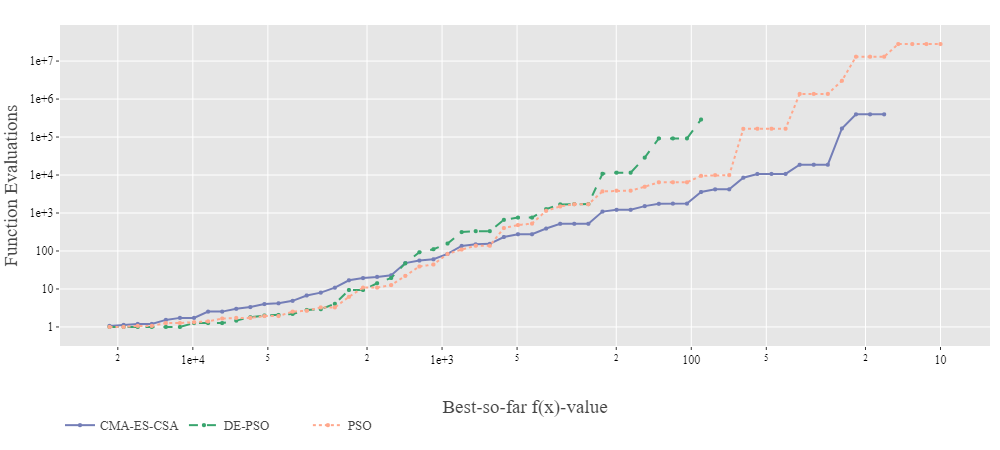 Function Evaluations
1e+7
1e+6
1e+5
1e+4
1e+3
100
10
1
2 1e+4 5 2 1e+3 5 2 100 5 2 10
Best-so-far f(x)-value
CMA-ES-CSA DE-PSO PSO